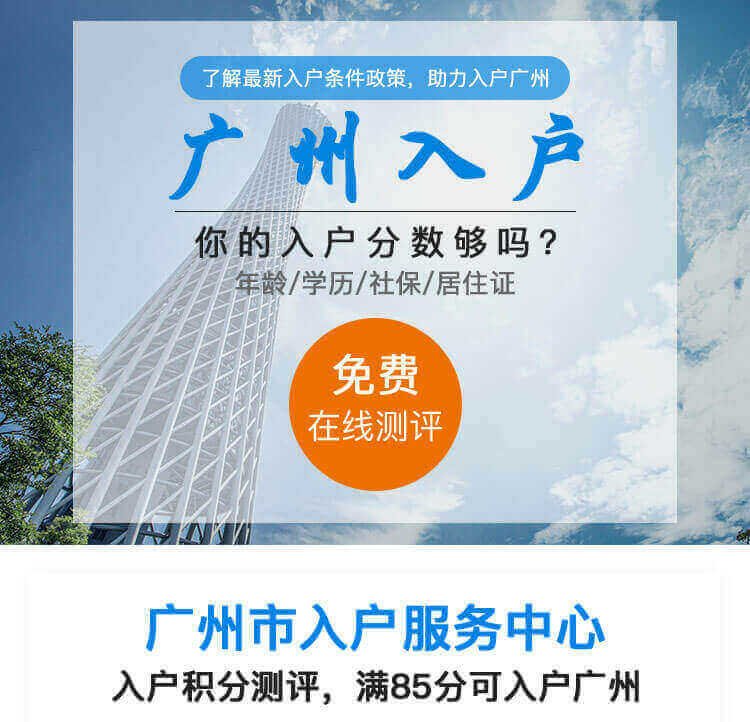 了解最新入户条件政策，助力入户广州
广州入户
你的入户分数够吗？
年龄/学历/社保/居住证
免费
在线测评
广州市入户服务中心
入户积分测评，满85分可入户广州